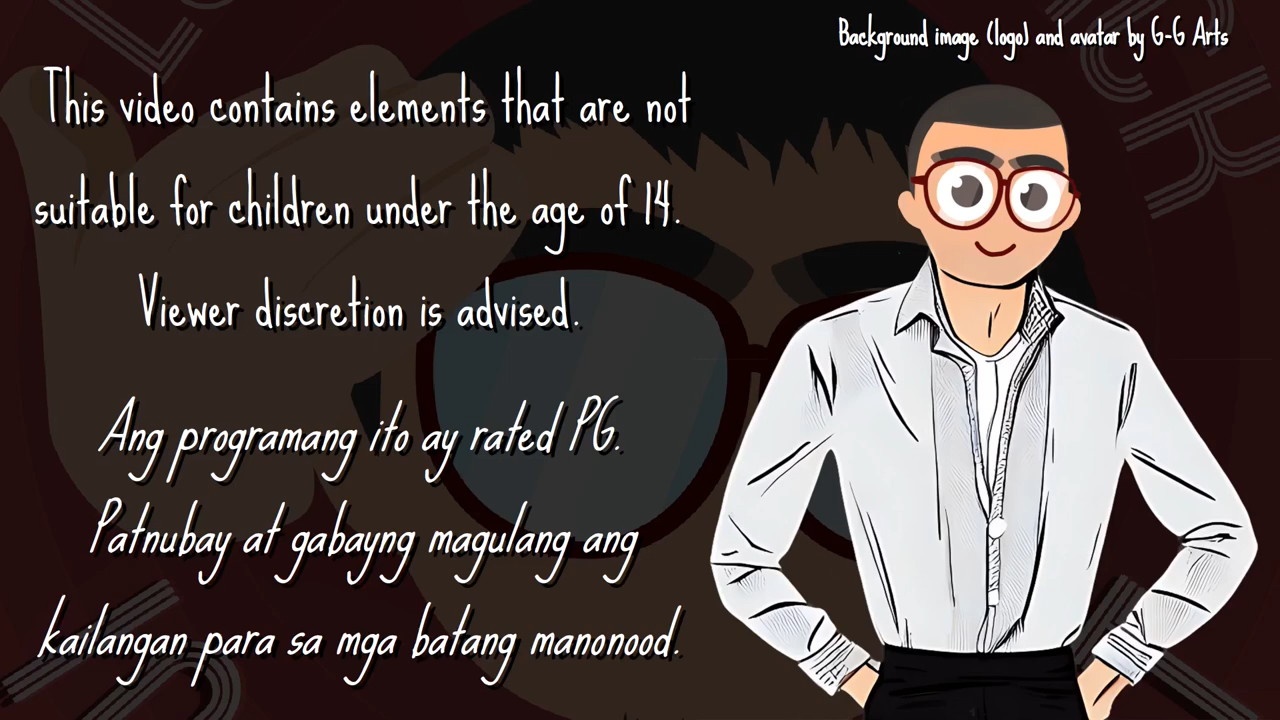 Background image (logo) and avatar by G-G Arts
This video contains elements that are not
suitable for children under the age of 14.
Viewer discretion is advised.
Ang programang ito ay rated PG.
Patnubay at gabayng magulang ang
kailangan para sa mga batang manonood.